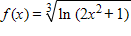 f(x) = ∛(ln (2x² + 1))